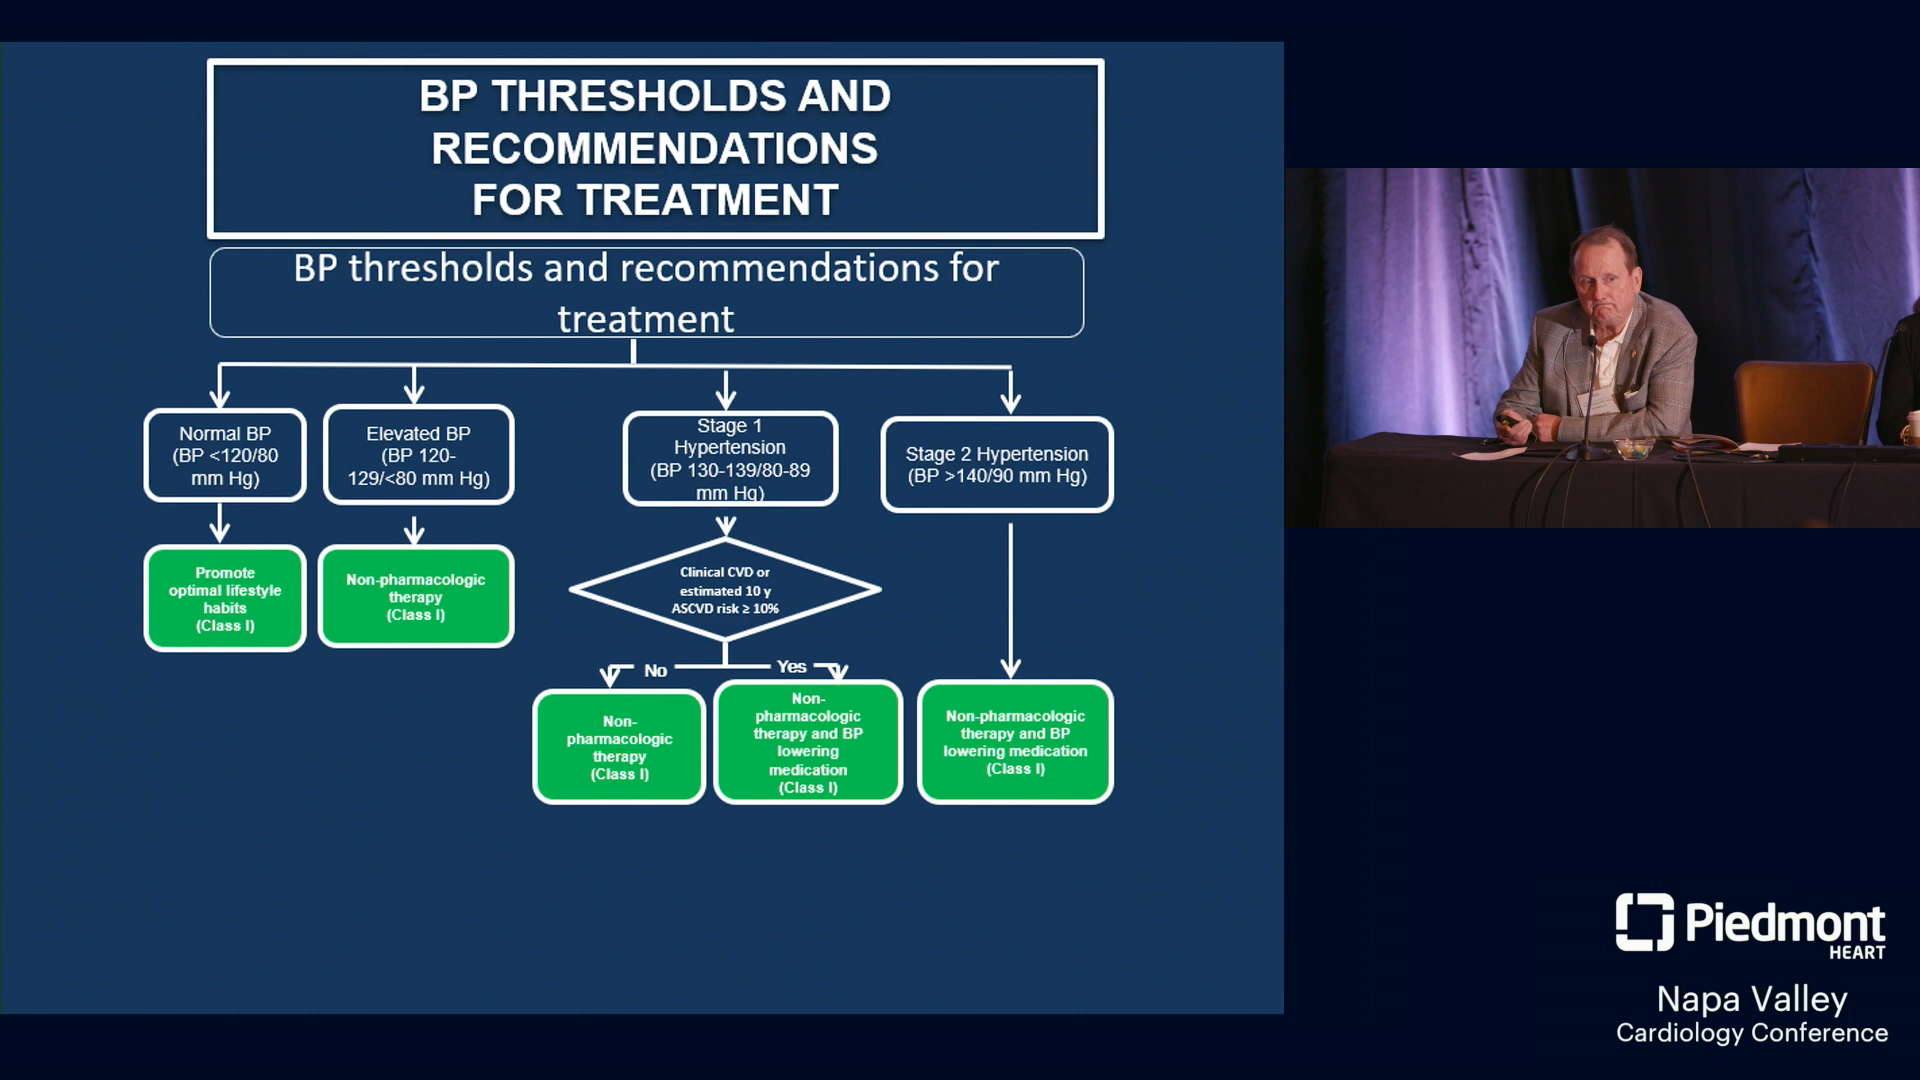 BP THRESHOLDS AND
RECOMMENDATIONS
FOR TREATMENT
BP thresholds and recommendations for
treatment
Normal BP
(BP <120/80
mm Hg)
Elevated BP
(BP 120-
129/<80 mm Hg)
Stage 1
Hypertension
(BP 130-139/80-89
mm Hg)
Stage 2 Hypertension
(BP >140/90 mm Hg)
Promote
optimal lifestyle
habits
(Class I)
Non-pharmacologic
therapy
(Class I)
Clinical CVD or
estimated 10 y
ASCVD risk ≥ 10%
No
Yes
Non-
pharmacologic
therapy
(Class I)
Non-
pharmacologic
therapy and BP
lowering
medication
(Class I)
Non-pharmacologic
therapy and BP
lowering medication
(Class I)
Piedmont
HEART
Napa Valley
Cardiology Conference